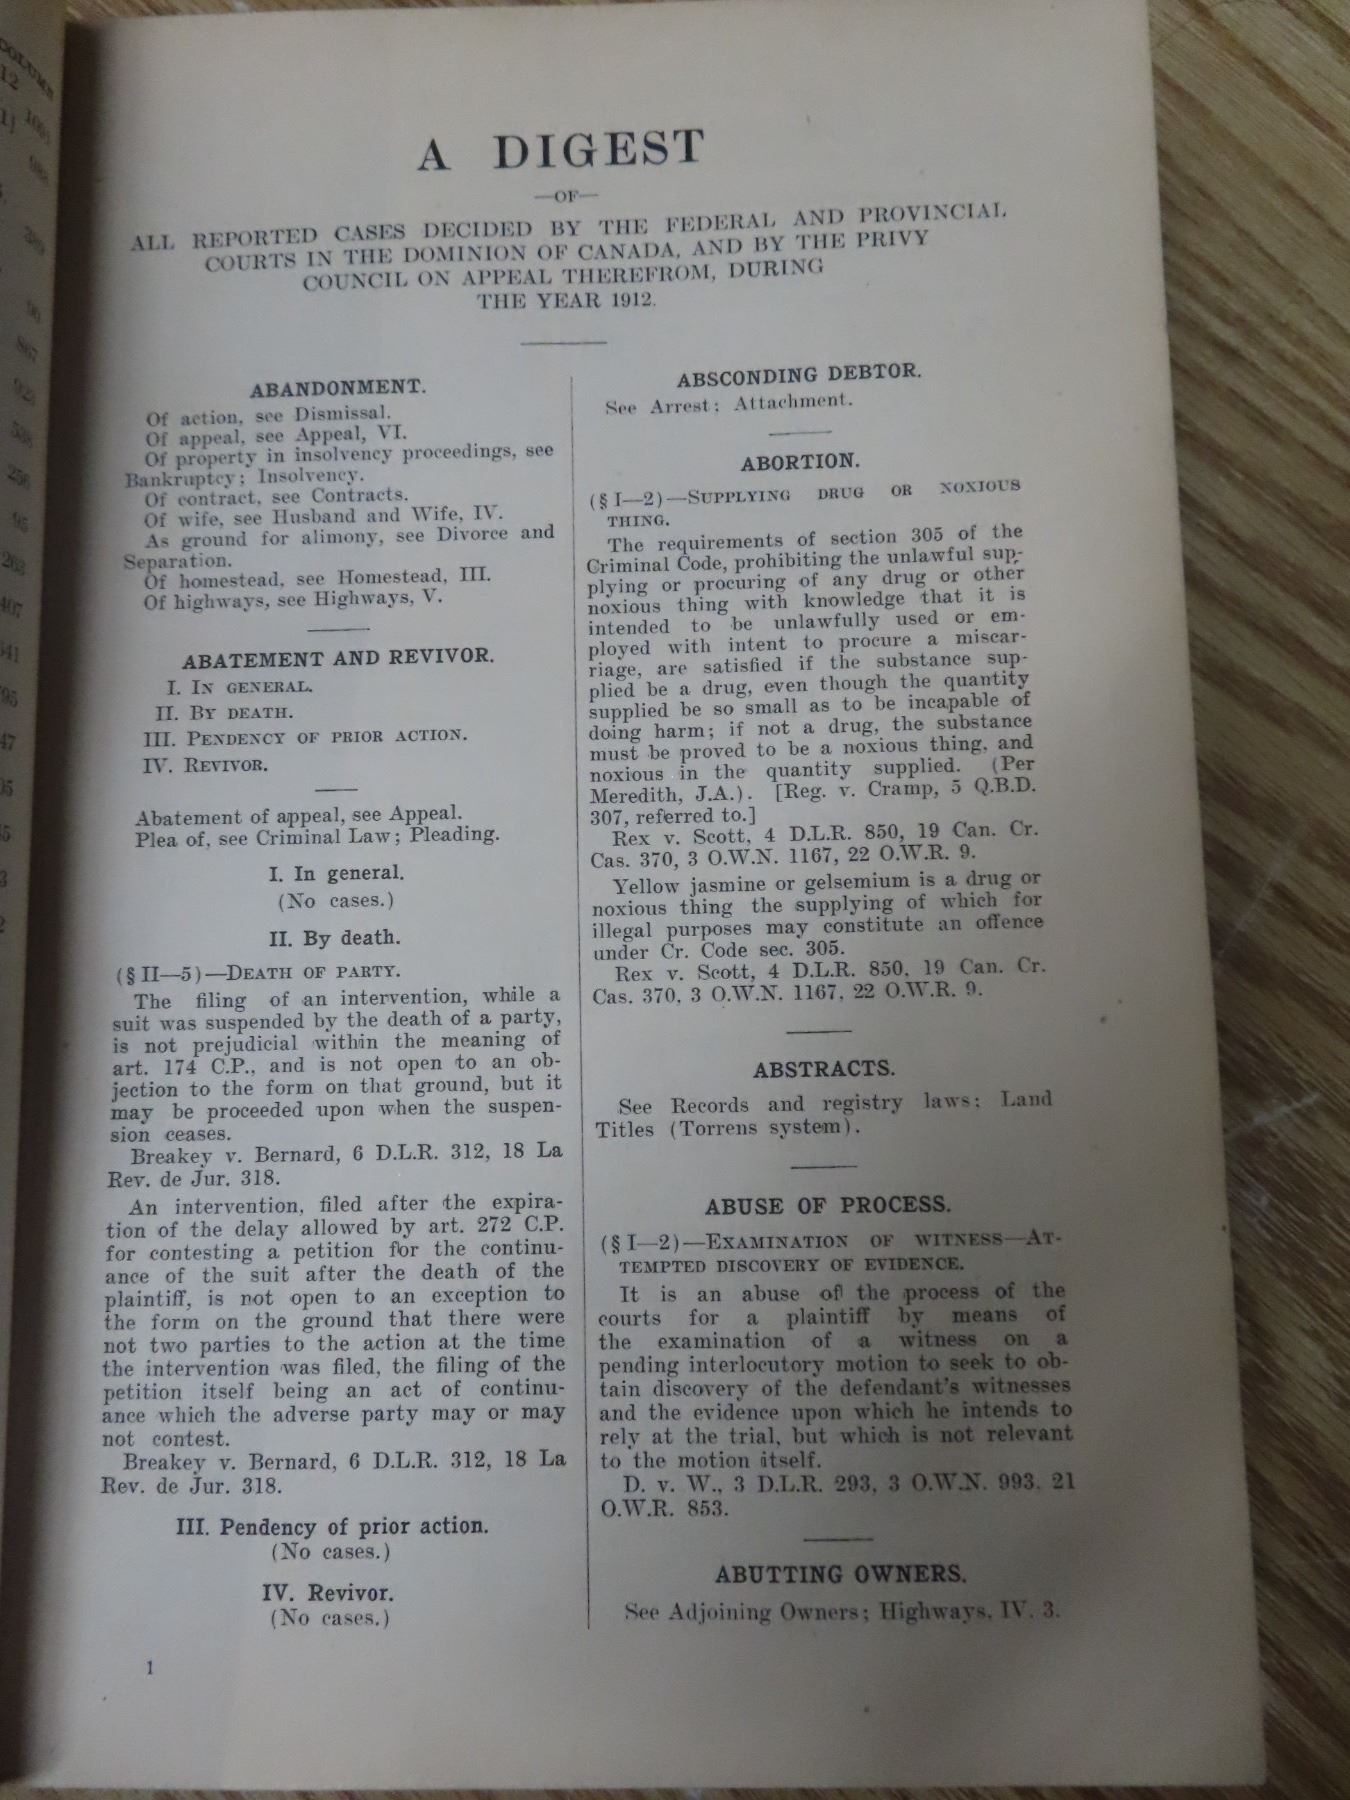 COLUMN
12
A DIGEST
—OF—
ALL REPORTED CASES DECIDED BY THE FEDERAL AND PROVINCIAL
COURTS IN THE DOMINION OF CANADA, AND BY THE PRIVY
COUNCIL ON APPEAL THEREFROM, DURING
THE YEAR 1912.
ABANDONMENT.
Of action, see Dismissal.
Of appeal, see Appeal, VI.
Of property in insolvency proceedings, see
Bankruptcy; Insolvency.
Of contract, see Contracts.
Of wife, see Husband and Wife, IV.
As ground for alimony, see Divorce and
Separation.
Of homestead, see Homestead, III.
Of highways, see Highways, V.
ABATEMENT AND REVIVOR.
I. IN GENERAL.
II. BY DEATH.
III. PENDENCY OF PRIOR ACTION.
IV. REVIVOR.
Abatement of appeal, see Appeal.
Plea of, see Criminal Law; Pleading.
I. In general.
(No cases.)
II. By death.
(§ II—5)—DEATH OF PARTY.
The filing of an intervention, while a
suit was suspended by the death of a party,
is not prejudicial within the meaning of
art. 174 C.P., and is not open to an ob-
jection to the form on that ground, but it
may be proceeded upon when the suspen-
sion ceases.
Breakey v. Bernard, 6 D.L.R. 312, 18 La
Rev. de Jur. 318.
An intervention, filed after the expira-
tion of the delay allowed by art. 272 C.P.
for contesting a petition for the continu-
ance of the suit after the death of the
plaintiff, is not open to an exception to
the form on the ground that there were
not two parties to the action at the time
the intervention was filed, the filing of the
petition itself being an act of continu-
ance which the adverse party may or may
not contest.
Breakey v. Bernard, 6 D.L.R. 312, 18 La
Rev. de Jur. 318.
III. Pendency of prior action.
(No cases.)
IV. Revivor.
(No cases.)
1
ABSCONDING DEBTOR.
See Arrest; Attachment.
ABORTION.
(§ I—2)—SUPPLYING DRUG OR NOXIOUS
THING.
The requirements of section 305 of the
Criminal Code, prohibiting the unlawful sup-
plying or procuring of any drug or other
noxious thing with knowledge that it is
intended to be unlawfully used or em-
ployed with intent to procure a miscar-
riage, are satisfied if the substance sup-
plied be a drug, even though the quantity
supplied be so small as to be incapable of
doing harm; if not a drug, the substance
must be proved to be a noxious thing, and
noxious in the quantity supplied. (Per
Meredith, J.A.). [Reg. v. Cramp, 5 Q.B.D.
307, referred to.]
Rex v. Scott, 4 D.L.R. 850, 19 Can. Cr.
Cas. 370, 3 O.W.N. 1167, 22 O.W.R. 9.
Yellow jasmine or gelsemium is a drug or
noxious thing the supplying of which for
illegal purposes may constitute an offence
under Cr. Code sec. 305.
Rex v. Scott, 4 D.L.R. 850, 19 Can. Cr.
Cas. 370, 3 O.W.N. 1167, 22 O.W.R. 9.
ABSTRACTS.
See Records and registry laws; Land
Titles (Torrens system).
ABUSE OF PROCESS.
(§ I—2)—EXAMINATION OF WITNESS—AT-
TEMPTED DISCOVERY OF EVIDENCE.
It is an abuse of the process of the
courts for a plaintiff by means of
the examination of a witness on a
pending interlocutory motion to seek to ob-
tain discovery of the defendant's witnesses
and the evidence upon which he intends to
rely at the trial, but which is not relevant
to the motion itself.
D. v. W., 3 D.L.R. 293, 3 O.W.N. 993, 21
O.W.R. 853.
ABUTTING OWNERS.
See Adjoining Owners; Highways, IV. 3.